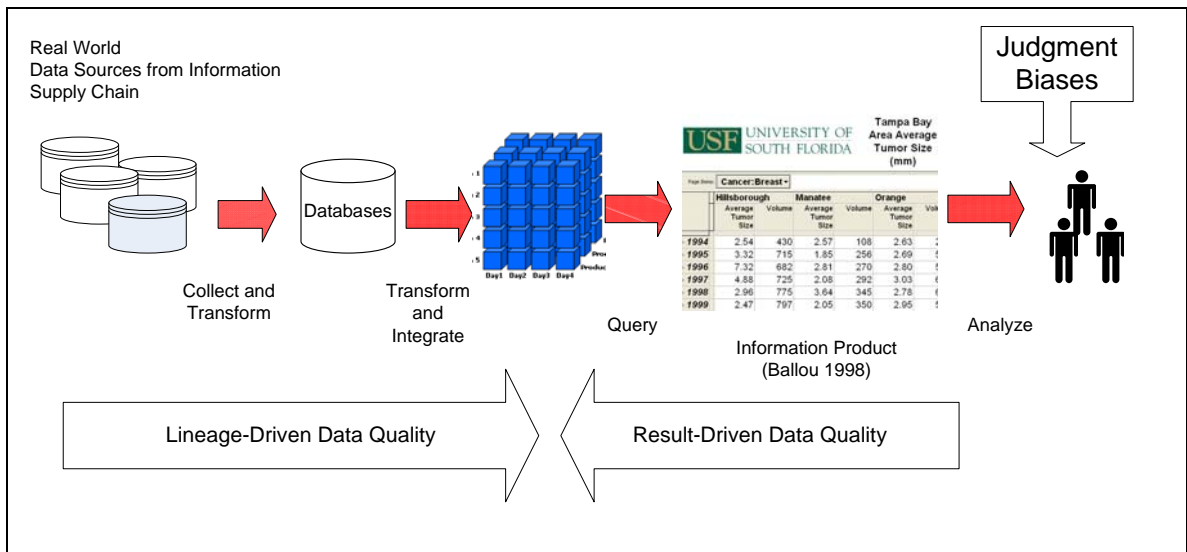 Real World
Data Sources from Information
Supply Chain
Judgment
Biases
Databases
Collect and
Transform
Transform
and
Integrate
Day1 Day2 Day3 Day4
Produc
Query
USF UNIVERSITY OF
SOUTH FLORIDA
Tampa Bay
Area Average
Tumor Size
(mm)
Page Items: Cancer:Breast
Hillsborough Manatee Orange
Average Volume Average Volume Average
Tumor Tumor Tumor
Size Size Size
1994 2.54 430 2.57 108 2.63
1995 3.32 715 1.85 256 2.69
1996 7.32 682 2.81 270 2.80
1997 4.88 725 2.08 292 3.03
1998 2.96 775 3.64 345 2.78
1999 2.47 797 2.05 350 2.95
Information Product
(Ballou 1998)
Analyze
Lineage-Driven Data Quality
Result-Driven Data Quality